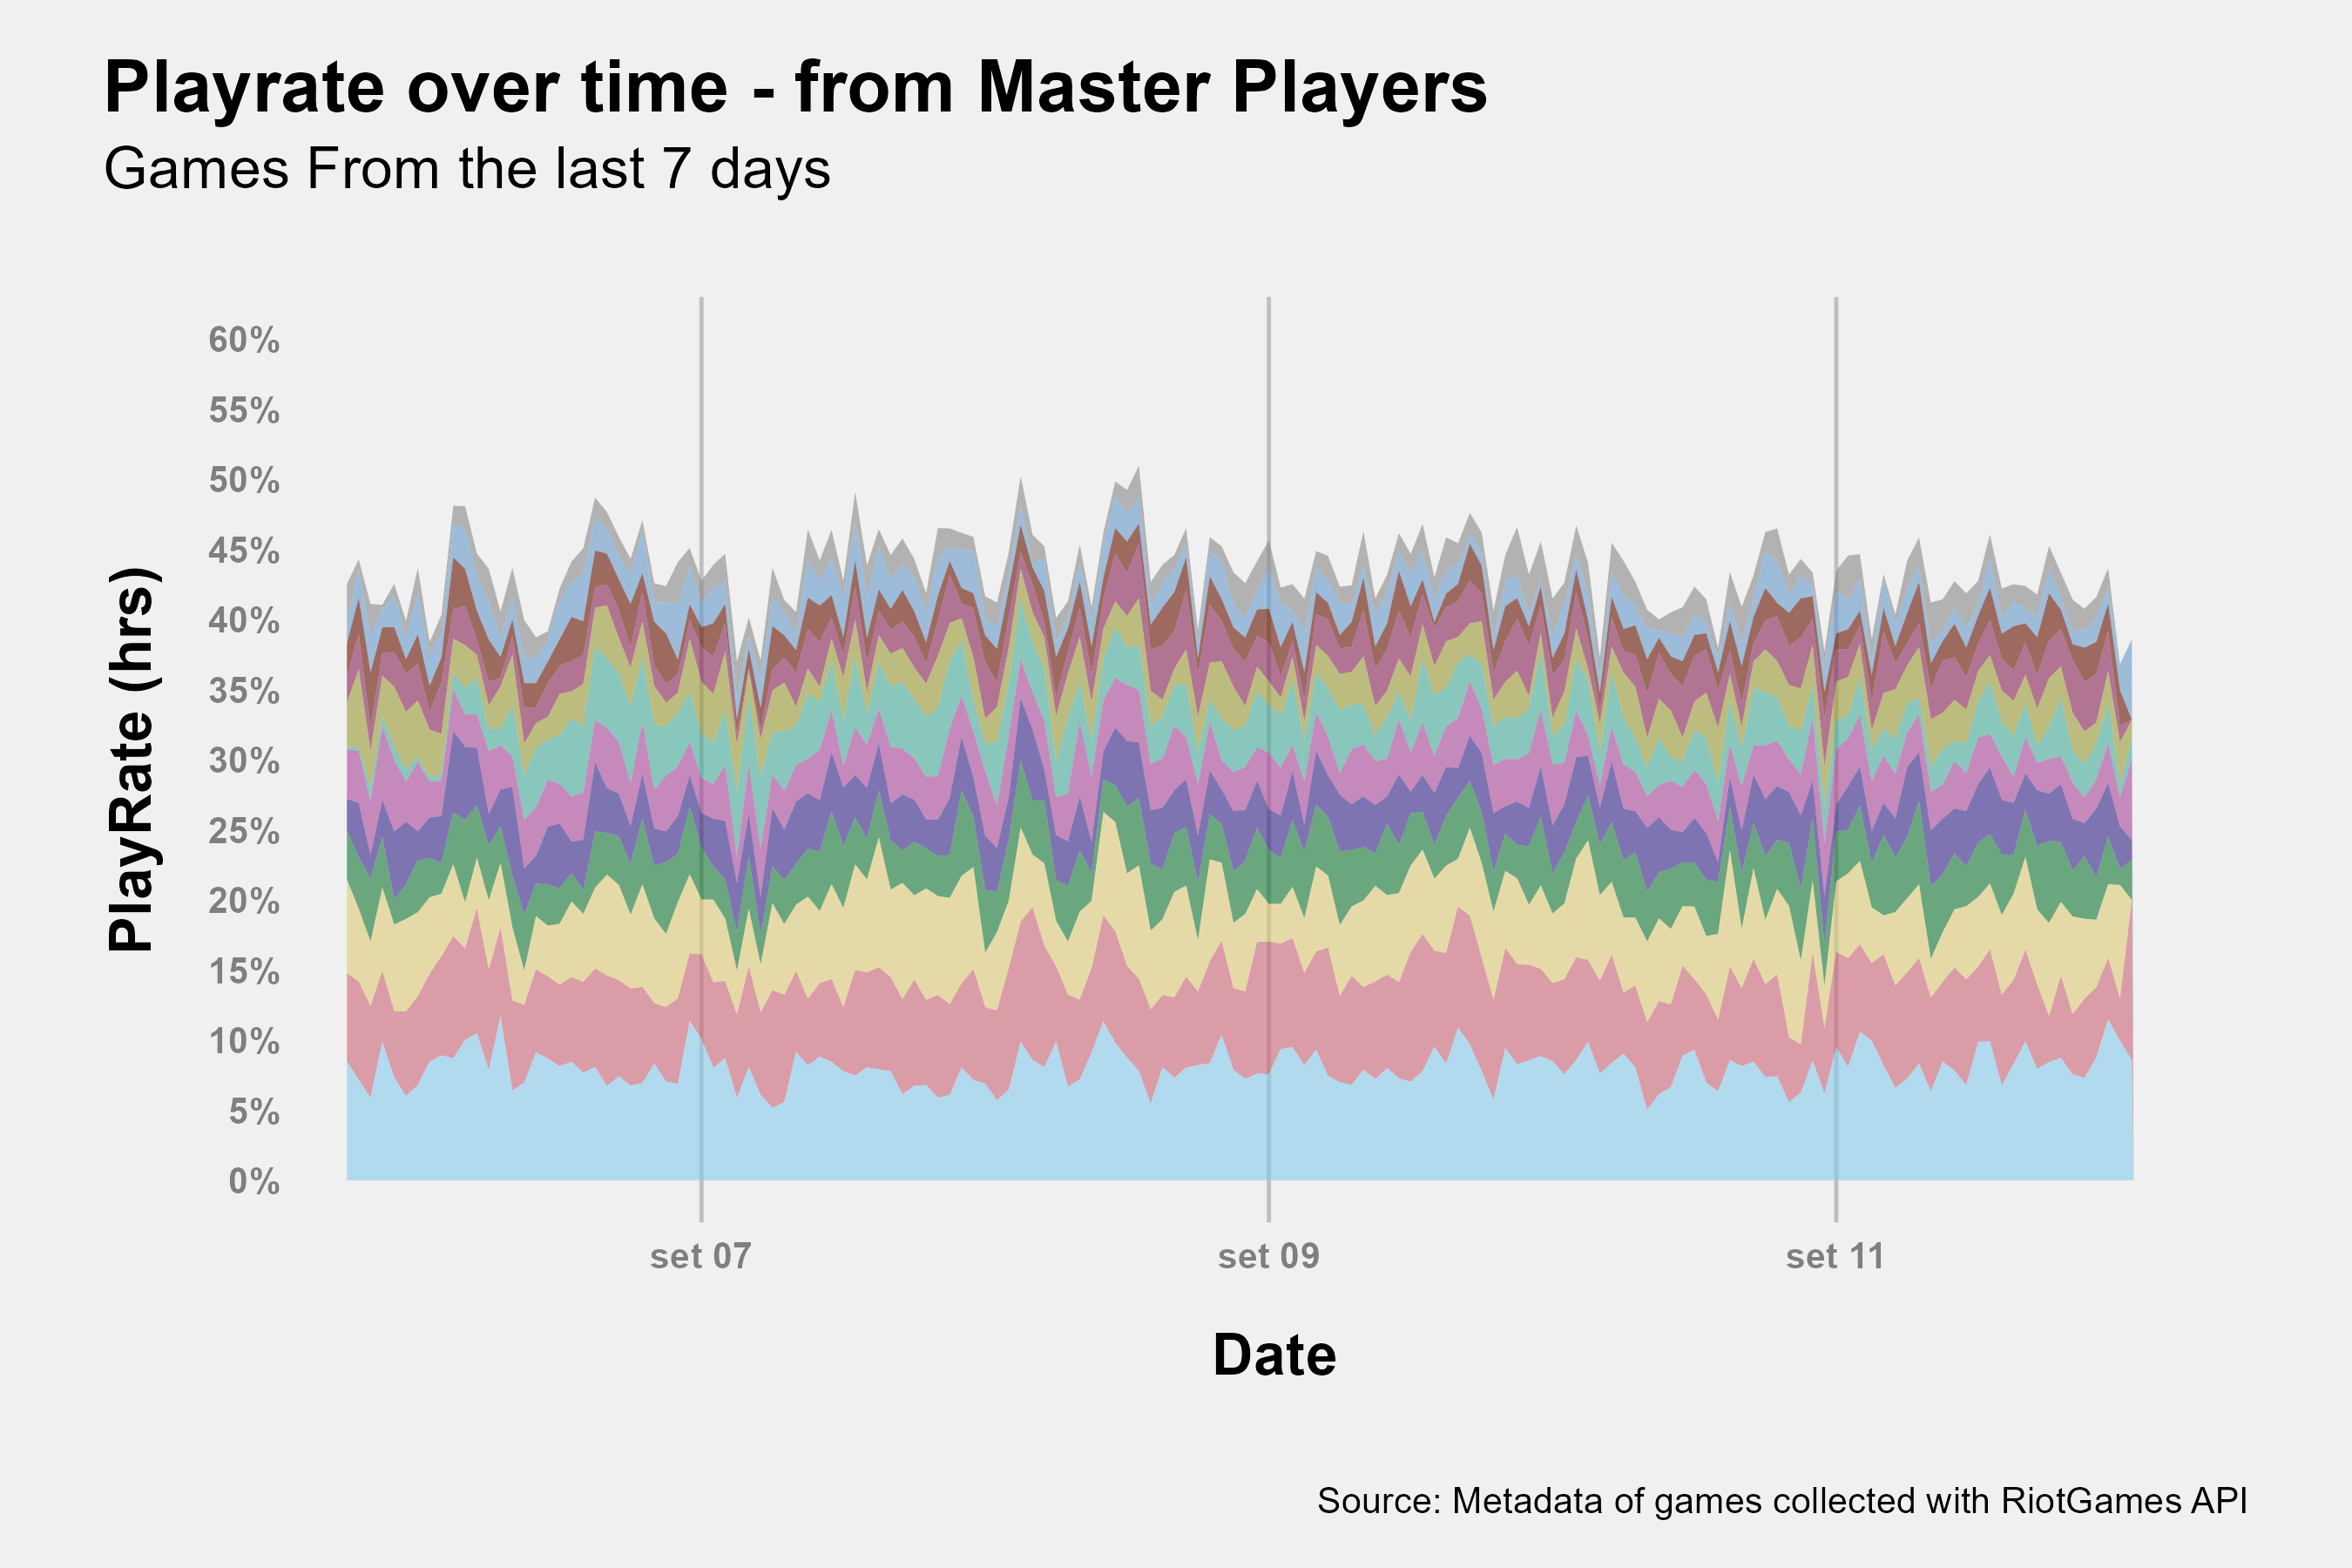 Playrate over time - from Master Players
Games From the last 7 days
PlayRate (hrs)
60%
55%
50%
45%
40%
35%
30%
25%
20%
15%
10%
5%
0%
set 07
set 09
set 11
Date
Source: Metadata of games collected with RiotGames API